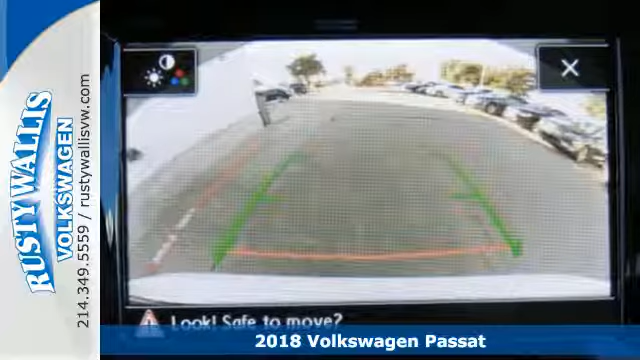 RUSTY WALLIS
VOLKSWAGEN
214.349.5559 / rustywallisvw.com
Look! Safe to move?
2018 Volkswagen Passat